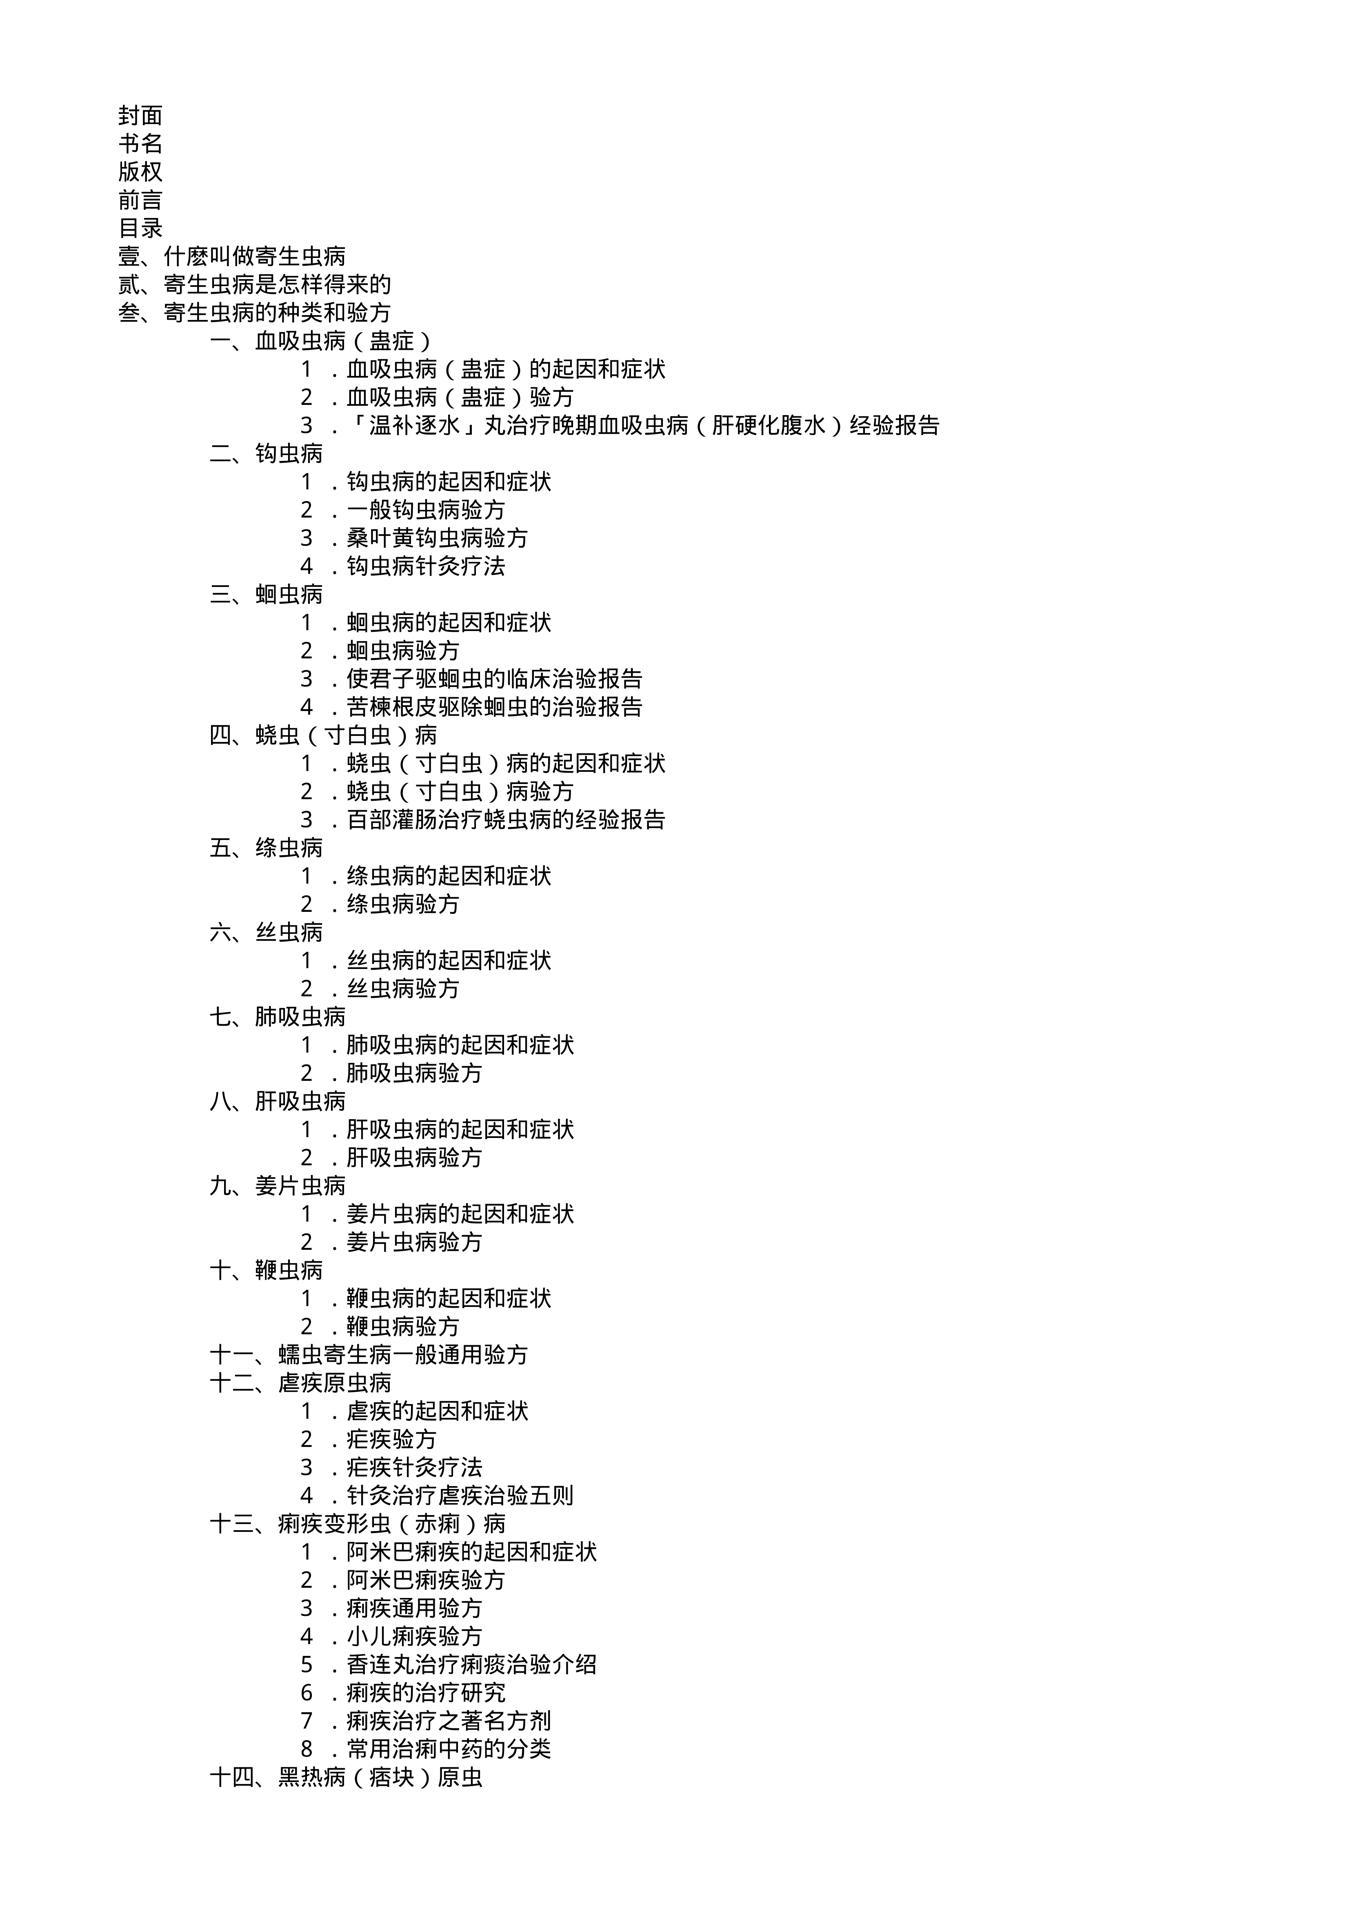 封面
书名
版权
前言
目录
壹、什麽叫做寄生虫病
贰、寄生虫病是怎样得来的
叁、寄生虫病的种类和验方
一、血吸虫病（蛊症）
1．血吸虫病（蛊症）的起因和症状
2．血吸虫病（蛊症）验方
3．「温补逐水」丸治疗晚期血吸虫病（肝硬化腹水）经验报告
二、钩虫病
1．钩虫病的起因和症状
2．一般钩虫病验方
3．桑叶黄钩虫病验方
4．钩虫病针灸疗法
三、蛔虫病
1．蛔虫病的起因和症状
2．蛔虫病验方
3．使君子驱蛔虫的临床治验报告
4．苦楝根皮驱除蛔虫的治验报告
四、蛲虫（寸白虫）病
1．蛲虫（寸白虫）病的起因和症状
2．蛲虫（寸白虫）病验方
3．百部灌肠治疗蛲虫病的经验报告
五、绦虫病
1．绦虫病的起因和症状
2．绦虫病验方
六、丝虫病
1．丝虫病的起因和症状
2．丝虫病验方
七、肺吸虫病
1．肺吸虫病的起因和症状
2．肺吸虫病验方
八、肝吸虫病
1．肝吸虫病的起因和症状
2．肝吸虫病验方
九、姜片虫病
1．姜片虫病的起因和症状
2．姜片虫病验方
十、鞭虫病
1．鞭虫病的起因和症状
2．鞭虫病验方
十一、蠕虫寄生病一般通用验方
十二、虐疾原虫病
1．虐疾的起因和症状
2．疟疾验方
3．疟疾针灸疗法
4．针灸治疗虐疾治验五则
十三、痢疾变形虫（赤痢）病
1．阿米巴痢疾的起因和症状
2．阿米巴痢疾验方
3．痢疾通用验方
4．小儿痢疾验方
5．香连丸治疗痢痰治验介绍
6．痢疾的治疗研究
7．痢疾治疗之著名方剂
8．常用治痢中药的分类
十四、黑热病（痞块）原虫